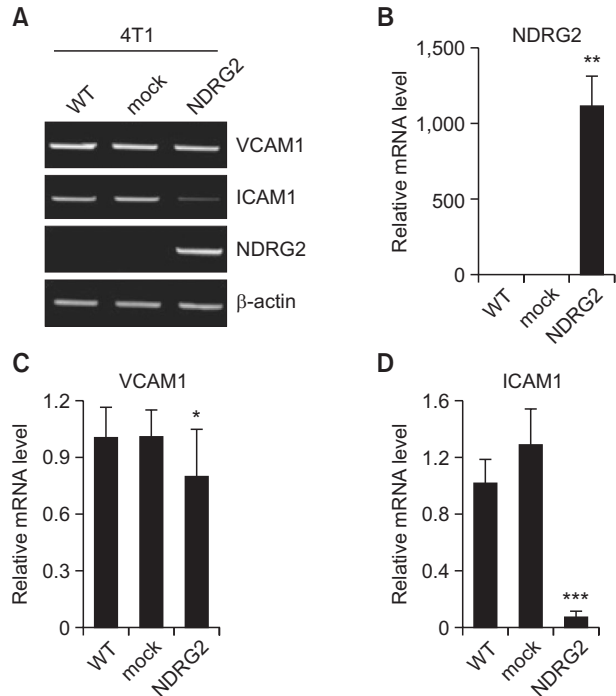 A
4T1
WT mock NDRG2
VCAM1
ICAM1
NDRG2
β-actin
B
NDRG2
Relative mRNA level
1,500
1,000
500
0
**
WT mock NDRG2
C
VCAM1
Relative mRNA level
1.2
0.9
0.6
0.3
0
*
WT mock NDRG2
D
ICAM1
Relative mRNA level
1.6
1.2
0.8
0.4
0
***
WT mock NDRG2